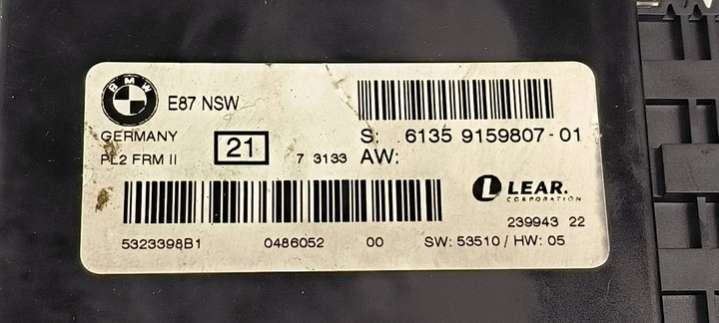 BMW
E87 NSW
GERMANY
21
S: 6135 9159807-01
PL2 FRM II
7 3133 AW:
LEAR.
CORPORATION
239943 22
5323398B1 0486052 00 SW: 53510 / HW: 05